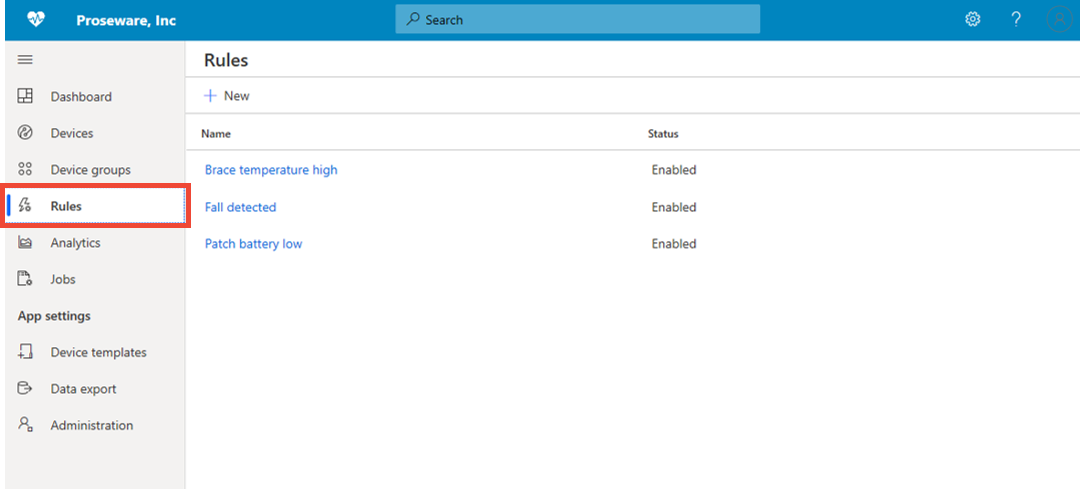 Proseware, Inc
Search
?
Rules
New
Name Status
Brace temperature high Enabled
Fall detected Enabled
Patch battery low Enabled
Dashboard
Devices
Device groups
Rules
Analytics
Jobs
App settings
Device templates
Data export
Administration